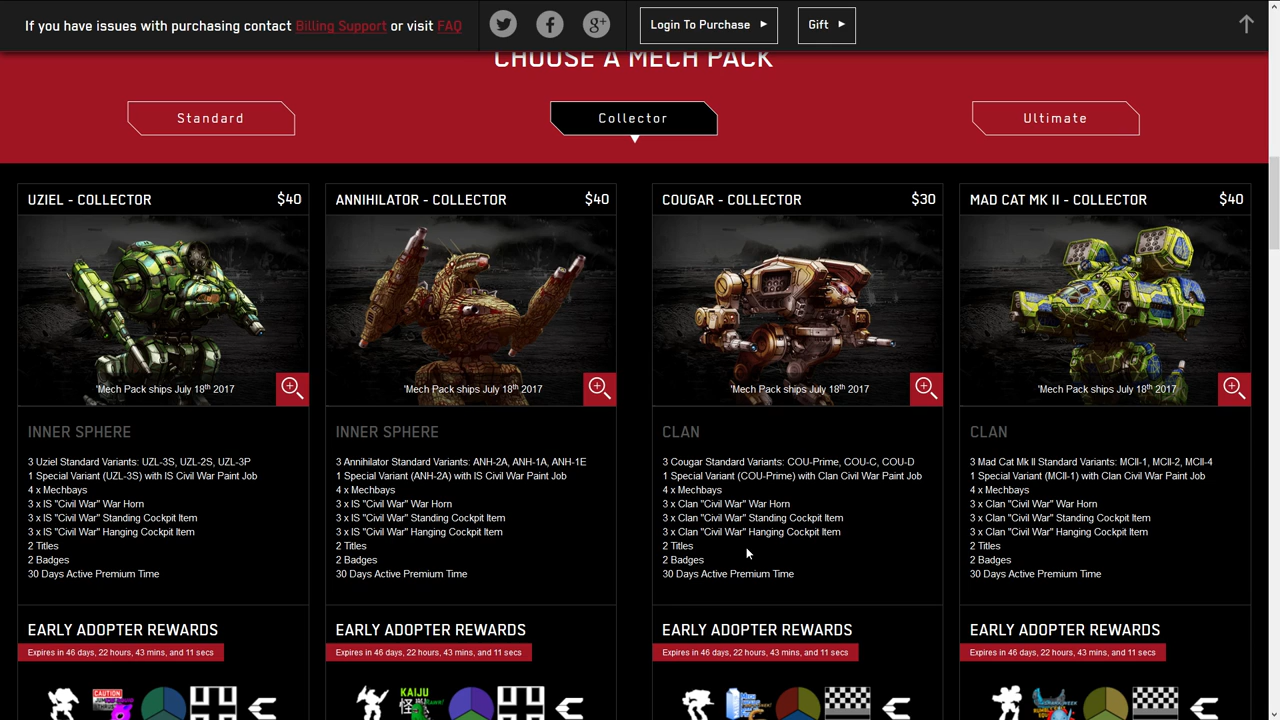 If you have issues with purchasing contact Billing Support or visit FAQ
Login To Purchase
Gift
CHOOSE A MECH PACK
Standard
Collector
Ultimate
UZIEL - COLLECTOR $40
'Mech Pack ships July 18th 2017
INNER SPHERE
3 Uziel Standard Variants: UZL-3S, UZL-2S, UZL-3P
1 Special Variant (UZL-3S) with IS Civil War Paint Job
4 x Mechbays
3 x IS "Civil War" War Horn
3 x IS "Civil War" Standing Cockpit Item
3 x IS "Civil War" Hanging Cockpit Item
2 Titles
2 Badges
30 Days Active Premium Time
EARLY ADOPTER REWARDS
Expires in 46 days, 22 hours, 43 mins, and 11 secs
CAUTION
ANNIHILATOR - COLLECTOR $40
'Mech Pack ships July 18th 2017
INNER SPHERE
3 Annihilator Standard Variants: ANH-2A, ANH-1A, ANH-1E
1 Special Variant (ANH-2A) with IS Civil War Paint Job
4 x Mechbays
3 x IS "Civil War" War Horn
3 x IS "Civil War" Standing Cockpit Item
3 x IS "Civil War" Hanging Cockpit Item
2 Titles
2 Badges
30 Days Active Premium Time
EARLY ADOPTER REWARDS
Expires in 46 days, 22 hours, 43 mins, and 11 secs
KAIJU
COUGAR - COLLECTOR $30
'Mech Pack ships July 18th 2017
CLAN
3 Cougar Standard Variants: COU-Prime, COU-C, COU-D
1 Special Variant (COU-Prime) with Clan Civil War Paint Job
4 x Mechbays
3 x Clan "Civil War" War Horn
3 x Clan "Civil War" Standing Cockpit Item
3 x Clan "Civil War" Hanging Cockpit Item
2 Titles
2 Badges
30 Days Active Premium Time
EARLY ADOPTER REWARDS
Expires in 46 days, 22 hours, 43 mins, and 11 secs
MAD CAT MK II - COLLECTOR $40
'Mech Pack ships July 18th 2017
CLAN
3 Mad Cat Mk II Standard Variants: MCII-1, MCII-2, MCII-4
1 Special Variant (MCII-1) with Clan Civil War Paint Job
4 x Mechbays
3 x Clan "Civil War" War Horn
3 x Clan "Civil War" Standing Cockpit Item
3 x Clan "Civil War" Hanging Cockpit Item
2 Titles
2 Badges
30 Days Active Premium Time
EARLY ADOPTER REWARDS
Expires in 46 days, 22 hours, 43 mins, and 11 secs